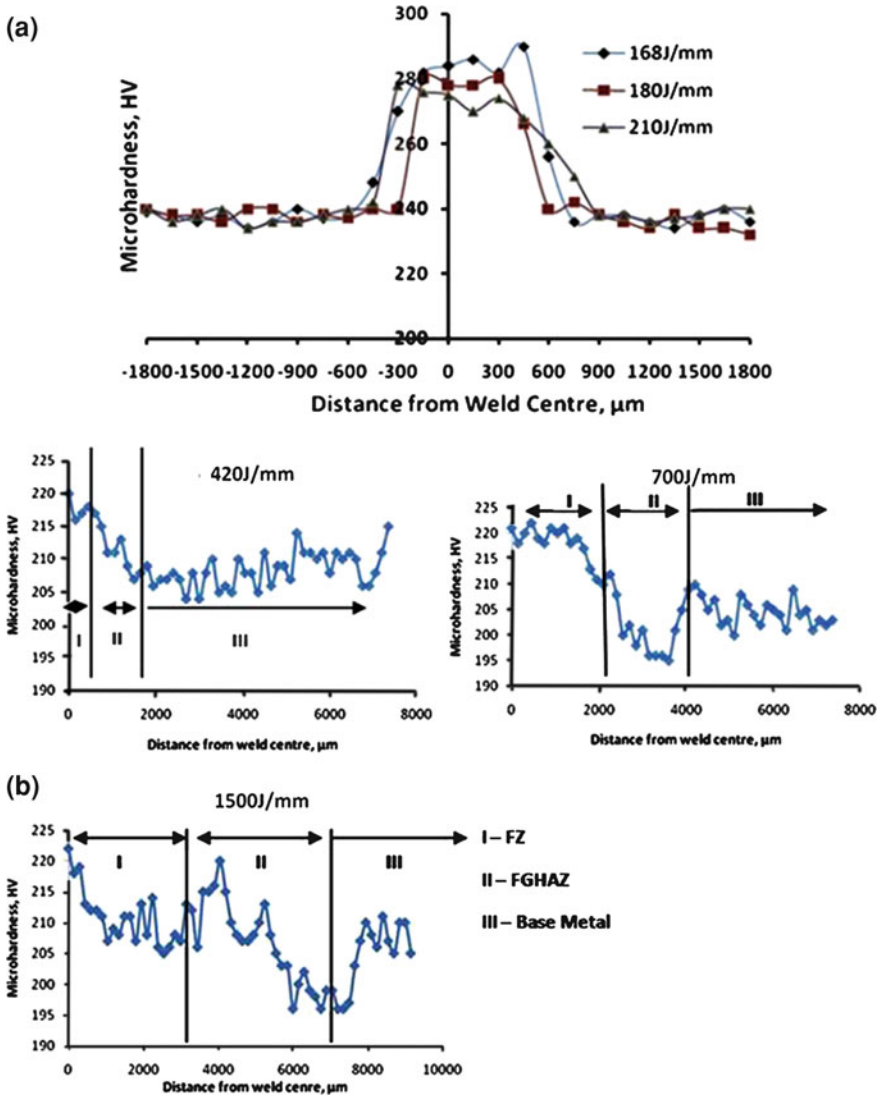 (a)
300
280
260
240
220
200
Microhardness, HV
168J/mm
180J/mm
210J/mm
-1800 -1500 -1200 -900 -600 -300 0 300 600 900 1200 1500 1800
Distance from Weld Centre, µm
420J/mm
225
220
215
210
205
200
195
190
Microhardness, HV
I
II
III
0 2000 4000 6000 8000
Distance from weld centre, µm
700J/mm
225
220
215
210
205
200
195
190
Microhardness, HV
I
II
III
0 2000 4000 6000 8000
Distance from weld centre, µm
(b)
1500J/mm
225
220
215
210
205
200
195
190
Microhardness, HV
I
II
III
0 2000 4000 6000 8000 10000
Distance from weld cenre, µm
I – FZ
II – FGHAZ
III – Base Metal